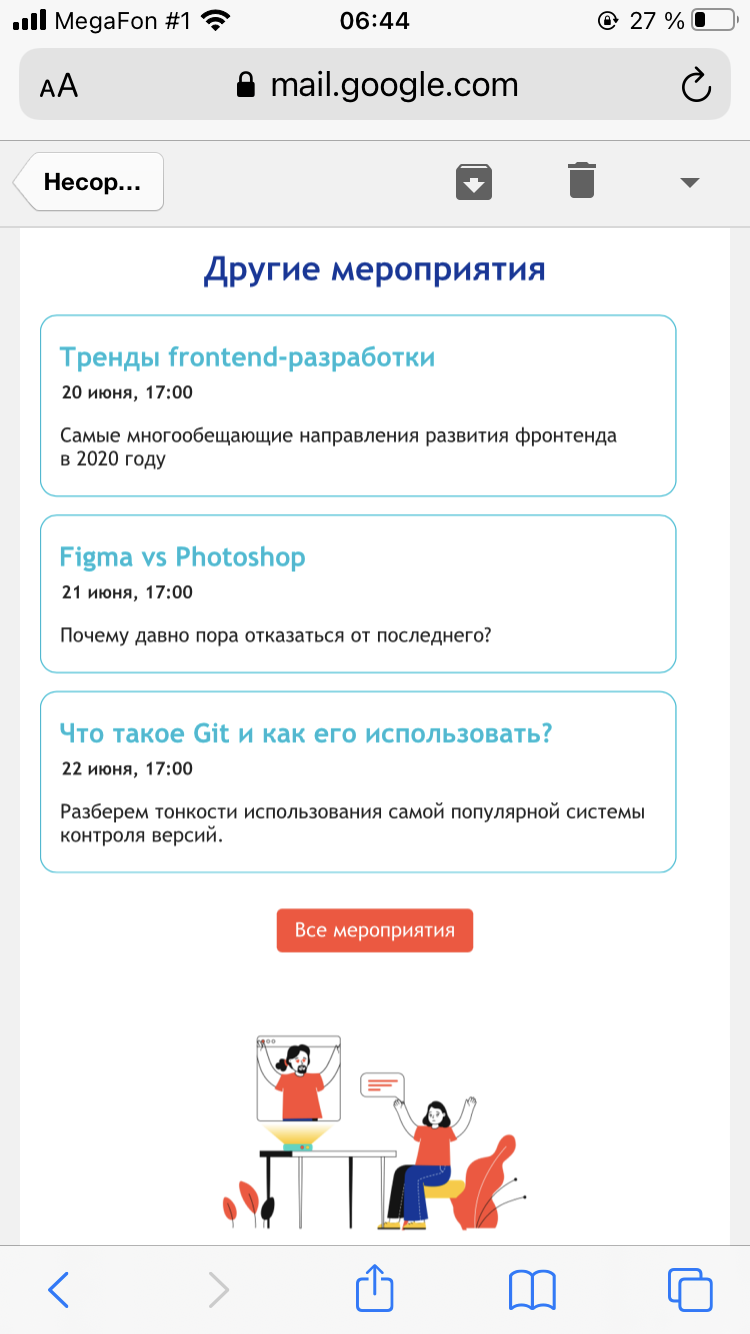 MegaFon #1 06:44 27 %
AA mail.google.com
Несор...
Другие мероприятия
Тренды frontend-разработки
20 июня, 17:00
Самые многообещающие направления развития фронтенда
в 2020 году
Figma vs Photoshop
21 июня, 17:00
Почему давно пора отказаться от последнего?
Что такое Git и как его использовать?
22 июня, 17:00
Разберем тонкости использования самой популярной системы
контроля версий.
Все мероприятия